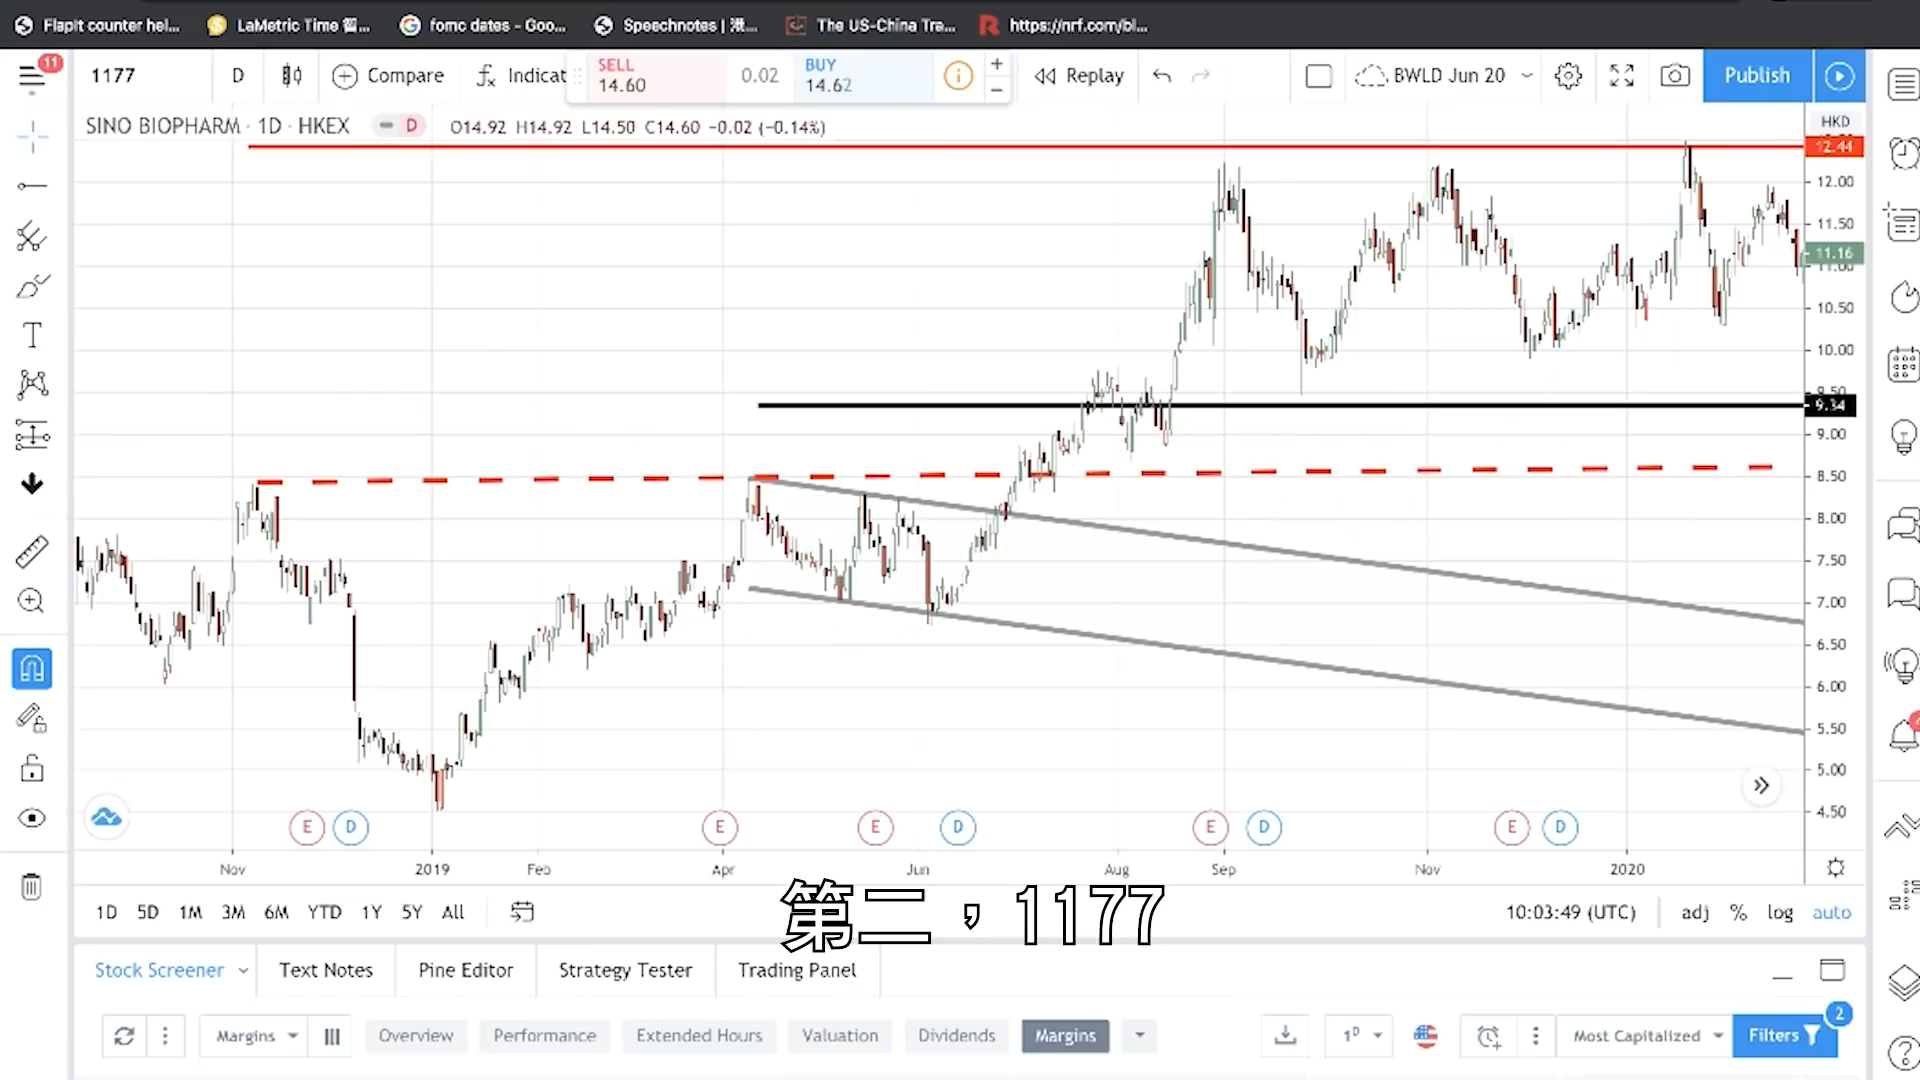 Flapit counter hel... LaMetric Time 智... fomc dates - Goo... Speechnotes | 港... The US-China Tra... https://nrf.com/bl...
11 1177 D Compare Indicat SELL 14.60 0.02 BUY 14.62 Replay BWLD Jun 20 Publish
SINO BIOPHARM · 1D · HKEX D O14.92 H14.92 L14.50 C14.60 −0.02 (−0.14%) HKD
12.44
12.00
11.50
11.16
11.00
10.50
10.00
9.50
9.34
9.00
8.50
8.00
7.50
7.00
6.50
6.00
5.50
5.00
4.50
E D E E D E D E D
Nov 2019 Feb Apr Jun Aug Sep Nov 2020
1D 5D 1M 3M 6M YTD 1Y 5Y All 10:03:49 (UTC) adj % log auto
第二，1177
Stock Screener Text Notes Pine Editor Strategy Tester Trading Panel
Margins Overview Performance Extended Hours Valuation Dividends Margins 1D Most Capitalized Filters 2